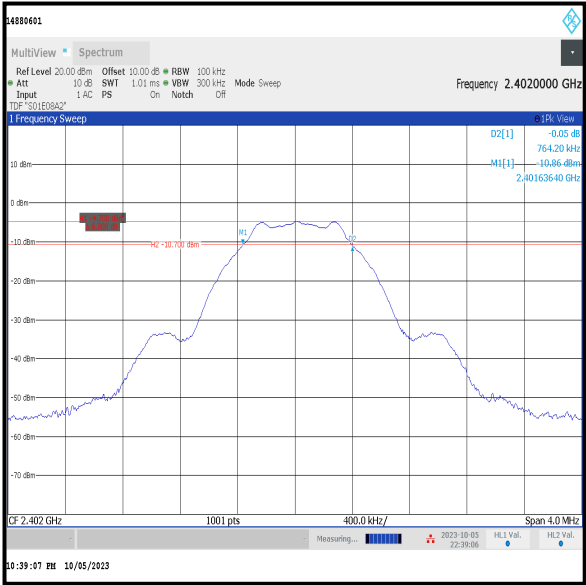 14880601
MultiView Spectrum
Ref Level 20.00 dBm Offset 10.00 dB RBW 100 kHz
Att 10 dB SWT 1.01 ms VBW 300 kHz Mode Sweep
Frequency 2.4020000 GHz
Input 1 AC PS On Notch Off
TDF "S01E08A2"
1 Frequency Sweep
1Pk View
D2[1] -0.05 dB
764.20 kHz
M1[1] -10.86 dBm
2.40163640 GHz
10 dBm
0 dBm
M1
D2
H2 -10.700 dBm
-10 dBm
-20 dBm
-30 dBm
-40 dBm
-50 dBm
-60 dBm
-70 dBm
CF 2.402 GHz 1001 pts 400.0 kHz/ Span 4.0 MHz
Measuring... 2023-10-05 HL1 Val. HL2 Val.
22:39:06
10:39:07 PM 10/05/2023